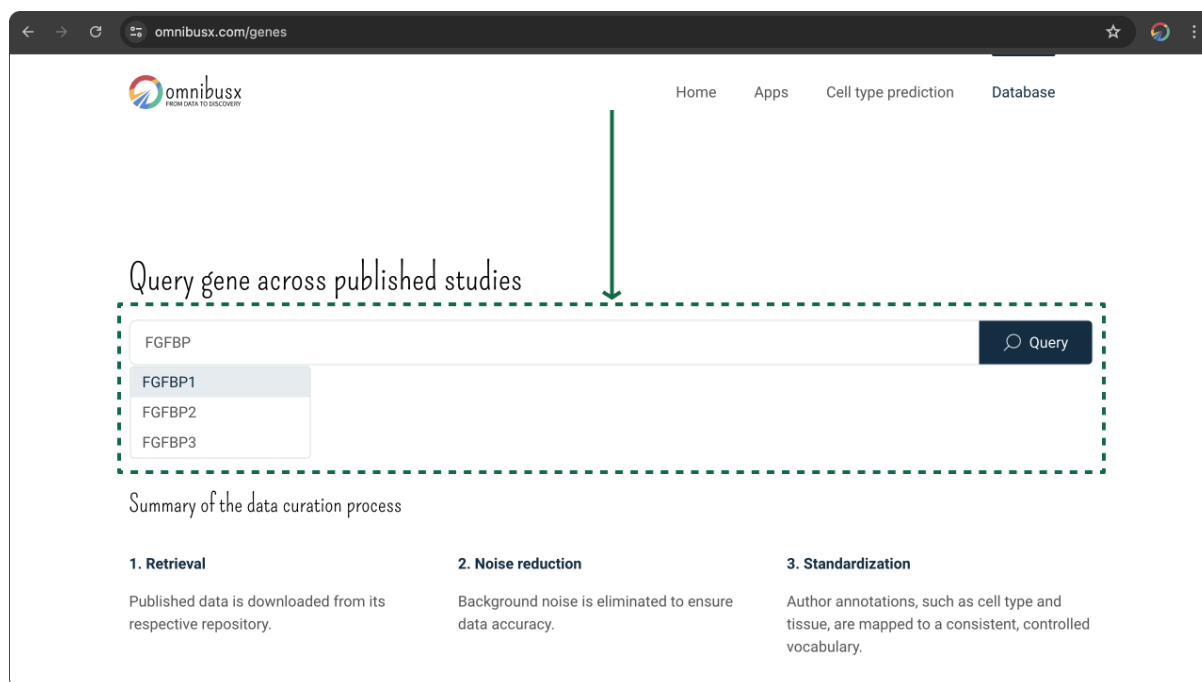 omnibusx.com/genes
omnibusx
FROM DATA TO DISCOVERY
Home Apps Cell type prediction Database
Query gene across published studies
FGFBP Query
FGFBP1
FGFBP2
FGFBP3
Summary of the data curation process
1. Retrieval
Published data is downloaded from its
respective repository.
2. Noise reduction
Background noise is eliminated to ensure
data accuracy.
3. Standardization
Author annotations, such as cell type and
tissue, are mapped to a consistent, controlled
vocabulary.